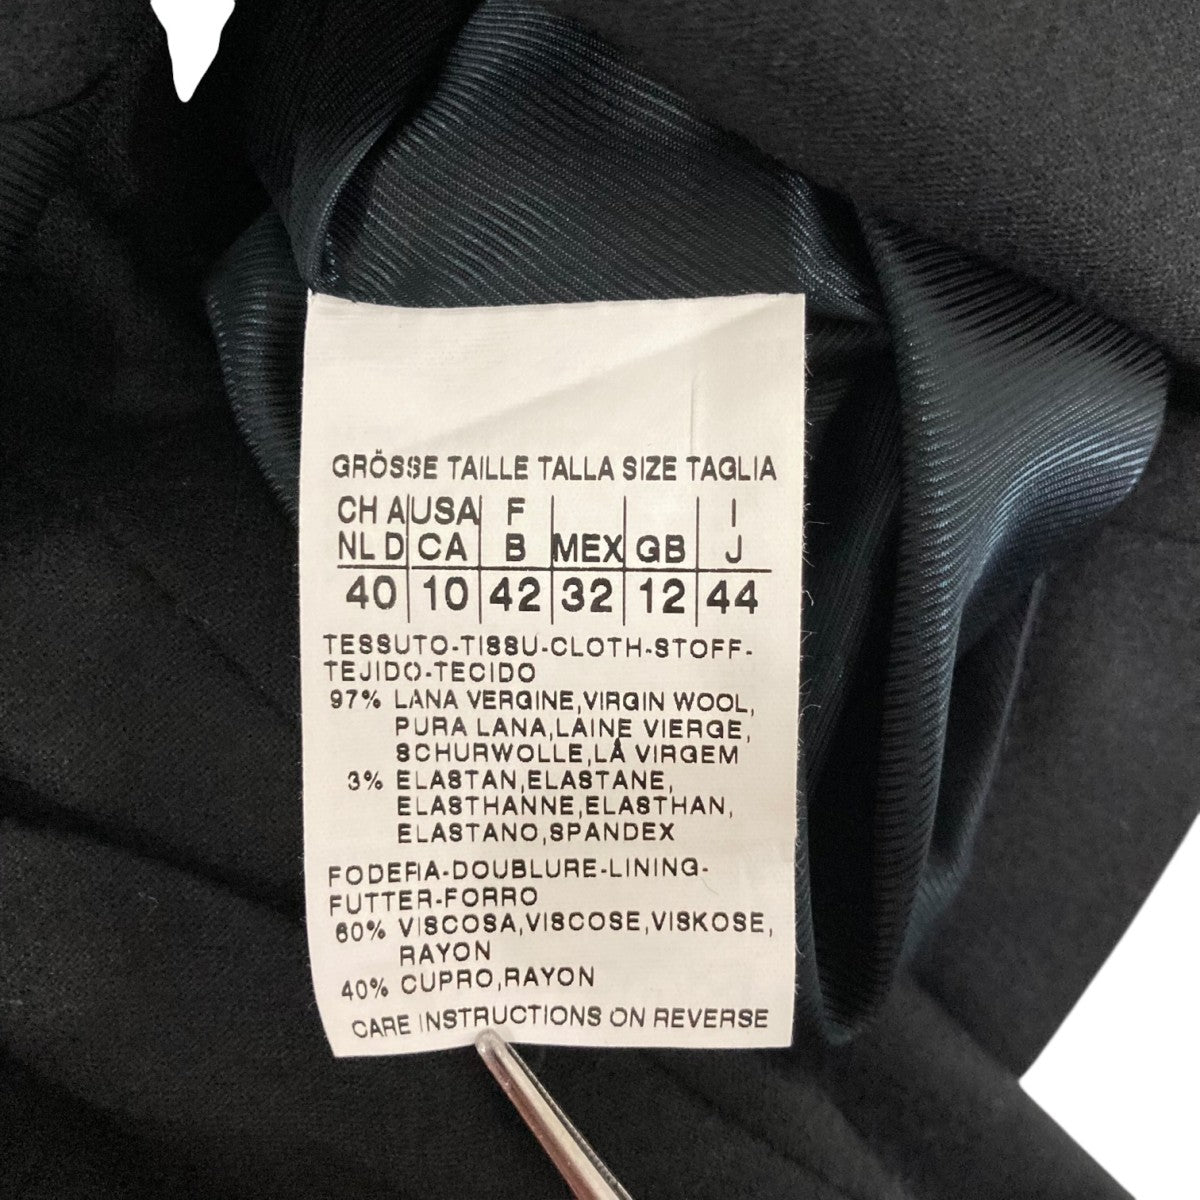 GRÖSSE TAILLE TALLA SIZE TAGLIA
CH A USA F I
NL D CA B MEX GB J
40 10 42 32 12 44
TESSUTO-TISSU-CLOTH-STOFF-
TEJIDO-TECIDO
97% LANA VERGINE,VIRGIN WOOL,
PURA LANA,LAINE VIERGE,
SCHURWOLLE,LÃ VIRGEM
3% ELASTAN,ELASTANE,
ELASTHANNE,ELASTHAN,
ELASTANO,SPANDEX
FODERA-DOUBLURE-LINING-
FUTTER-FORRO
60% VISCOSA,VISCOSE,VISKOSE,
RAYON
40% CUPRO,RAYON
CARE INSTRUCTIONS ON REVERSE